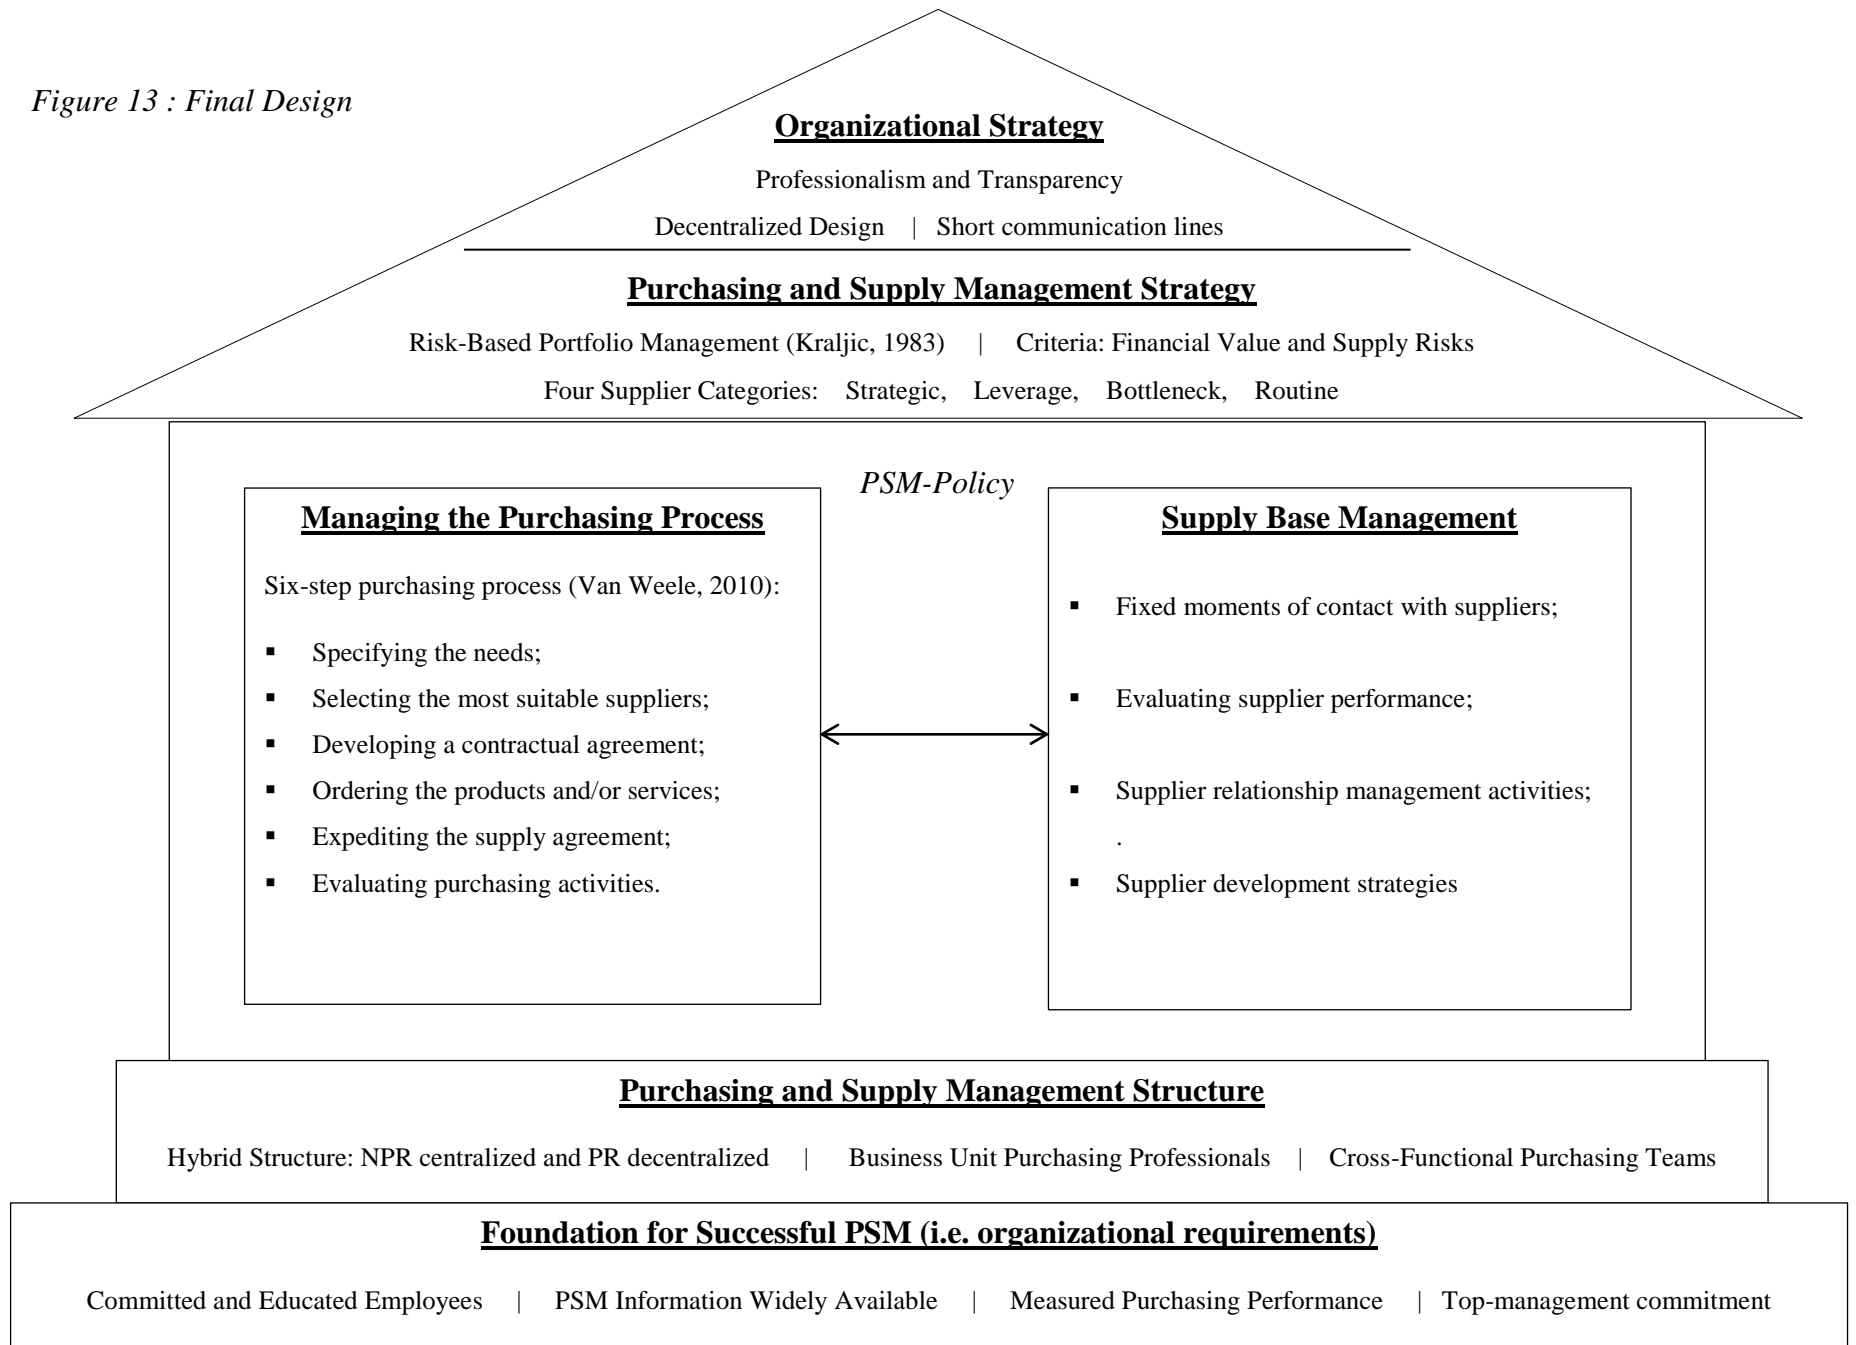 Figure 13 : Final Design
Organizational Strategy
Professionalism and Transparency
Decentralized Design | Short communication lines
Purchasing and Supply Management Strategy
Risk-Based Portfolio Management (Kraljic, 1983) | Criteria: Financial Value and Supply Risks
Four Supplier Categories: Strategic, Leverage, Bottleneck, Routine
PSM-Policy
Managing the Purchasing Process
Six-step purchasing process (Van Weele, 2010):
▪ Specifying the needs;
▪ Selecting the most suitable suppliers;
▪ Developing a contractual agreement;
▪ Ordering the products and/or services;
▪ Expediting the supply agreement;
▪ Evaluating purchasing activities.
Supply Base Management
▪ Fixed moments of contact with suppliers;
▪ Evaluating supplier performance;
▪ Supplier relationship management activities;
.
▪ Supplier development strategies
Purchasing and Supply Management Structure
Hybrid Structure: NPR centralized and PR decentralized | Business Unit Purchasing Professionals | Cross-Functional Purchasing Teams
Foundation for Successful PSM (i.e. organizational requirements)
Committed and Educated Employees | PSM Information Widely Available | Measured Purchasing Performance | Top-management commitment